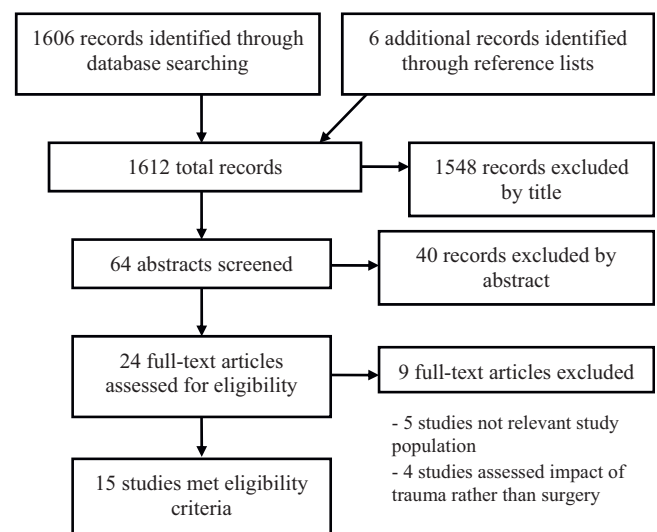 1606 records identified through
database searching
6 additional records identified
through reference lists
1612 total records
1548 records excluded
by title
64 abstracts screened
40 records excluded by
abstract
24 full-text articles
assessed for eligibility
9 full-text articles excluded
- 5 studies not relevant study
population
- 4 studies assessed impact of
trauma rather than surgery
15 studies met eligibility
criteria